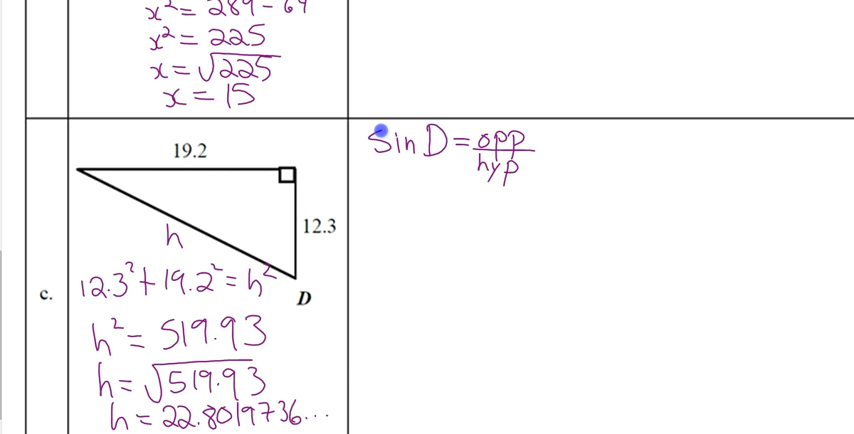 x² = 289 - 64
x² = 225
x = √225
x = 15
c.
19.2
12.3
h
D
12.3² + 19.2² = h²
h² = 519.93
h = √519.93
h = 22.8019736...
Sin D = opp/hyp